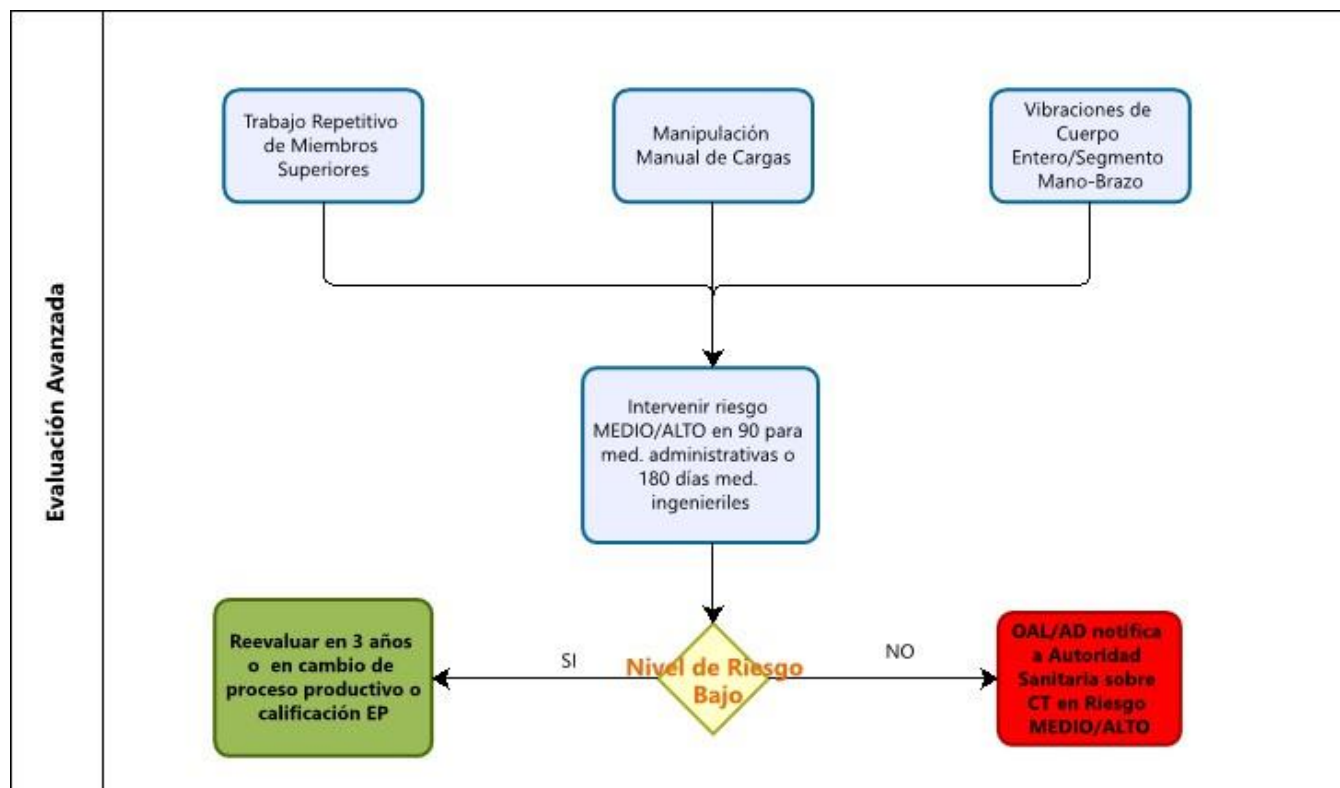 Evaluación Avanzada
Trabajo Repetitivo
de Miembros
Superiores
Manipulación
Manual de Cargas
Vibraciones de
Cuerpo
Entero/Segmento
Mano-Brazo
Intervenir riesgo
MEDIO/ALTO en 90 para
med. administrativas o
180 días med.
ingenieriles
Nivel de Riesgo
Bajo
SI
NO
Reevaluar en 3 años
o en cambio de
proceso productivo o
calificación EP
OAL/AD notifica
a Autoridad
Sanitaria sobre
CT en Riesgo
MEDIO/ALTO